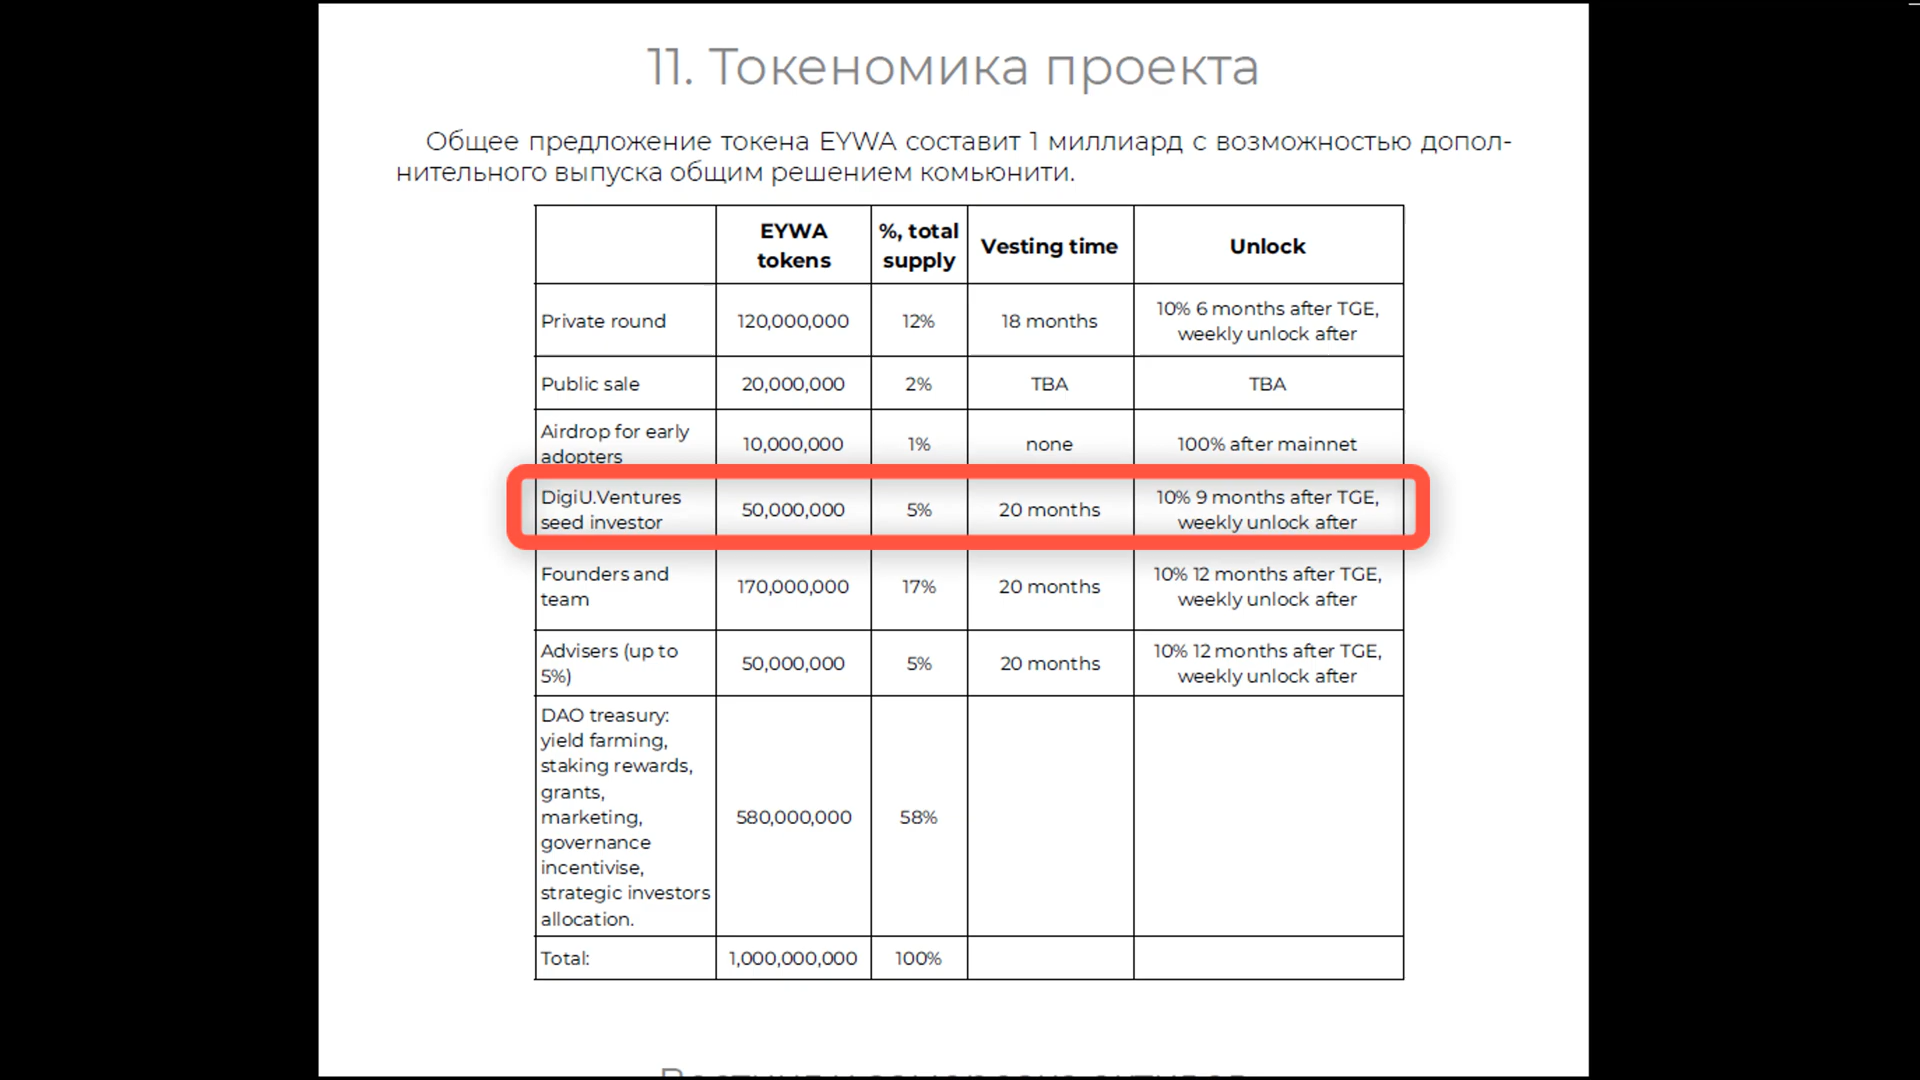 11. Токеномика проекта
Общее предложение токена EYWA составит 1 миллиард с возможностью допол-
нительного выпуска общим решением комьюнити.
EYWA tokens | %, total supply | Vesting time | Unlock
Private round | 120,000,000 | 12% | 18 months | 10% 6 months after TGE, weekly unlock after
Public sale | 20,000,000 | 2% | TBA | TBA
Airdrop for early adopters | 10,000,000 | 1% | none | 100% after mainnet
DigiU.Ventures seed investor | 50,000,000 | 5% | 20 months | 10% 9 months after TGE, weekly unlock after
Founders and team | 170,000,000 | 17% | 20 months | 10% 12 months after TGE, weekly unlock after
Advisers (up to 5%) | 50,000,000 | 5% | 20 months | 10% 12 months after TGE, weekly unlock after
DAO treasury: yield farming, staking rewards, grants, marketing, governance incentivise, strategic investors allocation. | 580,000,000 | 58%
Total: | 1,000,000,000 | 100%